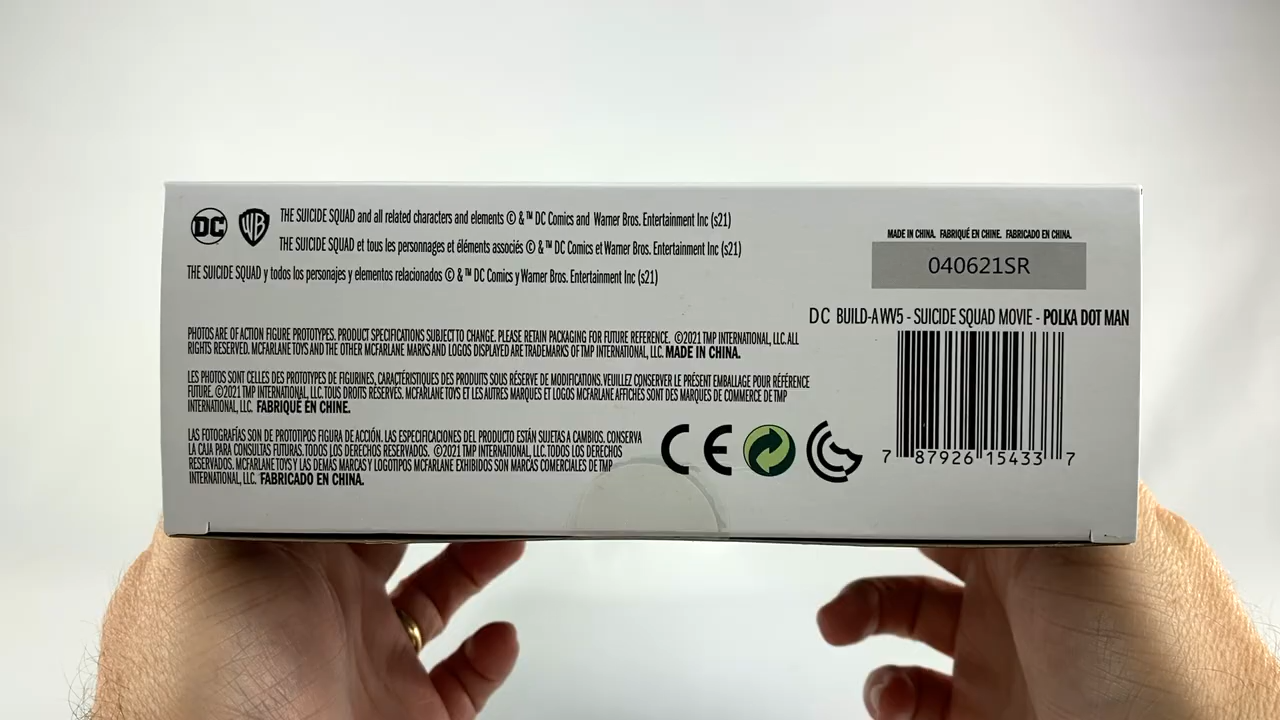 DC WB THE SUICIDE SQUAD and all related characters and elements © & ™ DC Comics and Warner Bros. Entertainment Inc (s21)
THE SUICIDE SQUAD et tous les personnages et éléments associés © & ™ DC Comics et Warner Bros. Entertainment Inc (s21)
THE SUICIDE SQUAD y todos los personajes y elementos relacionados © & ™ DC Comics y Warner Bros. Entertainment Inc (s21)
PHOTOS ARE OF ACTION FIGURE PROTOTYPES. PRODUCT SPECIFICATIONS SUBJECT TO CHANGE. PLEASE RETAIN PACKAGING FOR FUTURE REFERENCE. ©2021 TMP INTERNATIONAL, LLC. ALL
RIGHTS RESERVED. MCFARLANE TOYS AND THE OTHER MCFARLANE MARKS AND LOGOS DISPLAYED ARE TRADEMARKS OF TMP INTERNATIONAL, LLC. MADE IN CHINA.
LES PHOTOS SONT CELLES DES PROTOTYPES DE FIGURINES, CARACTÉRISTIQUES DES PRODUITS SOUS RÉSERVE DE MODIFICATIONS. VEUILLEZ CONSERVER LE PRÉSENT EMBALLAGE POUR RÉFÉRENCE
FUTURE. ©2021 TMP INTERNATIONAL, LLC. TOUS DROITS RÉSERVÉS. MCFARLANE TOYS ET LES AUTRES MARQUES ET LOGOS MCFARLANE AFFICHÉS SONT DES MARQUES DE COMMERCE DE TMP
INTERNATIONAL, LLC. FABRIQUÉ EN CHINE.
LAS FOTOGRAFÍAS SON DE PROTOTIPOS FIGURA DE ACCIÓN. LAS ESPECIFICACIONES DEL PRODUCTO ESTÁN SUJETAS A CAMBIOS. CONSERVA
LA CAJA PARA CONSULTAS FUTURAS. TODOS LOS DERECHOS RESERVADOS. ©2021 TMP INTERNATIONAL, LLC. TODOS LOS DERECHOS
RESERVADOS. MCFARLANE TOYS Y LAS DEMÁS MARCAS Y LOGOTIPOS MCFARLANE EXHIBIDOS SON MARCAS COMERCIALES DE TMP
INTERNATIONAL, LLC. FABRICADO EN CHINA.
CE
MADE IN CHINA. FABRIQUÉ EN CHINE. FABRICADO EN CHINA.
040621SR
DC BUILD-A WV5 - SUICIDE SQUAD MOVIE - POLKA DOT MAN
7 87926 15433 7